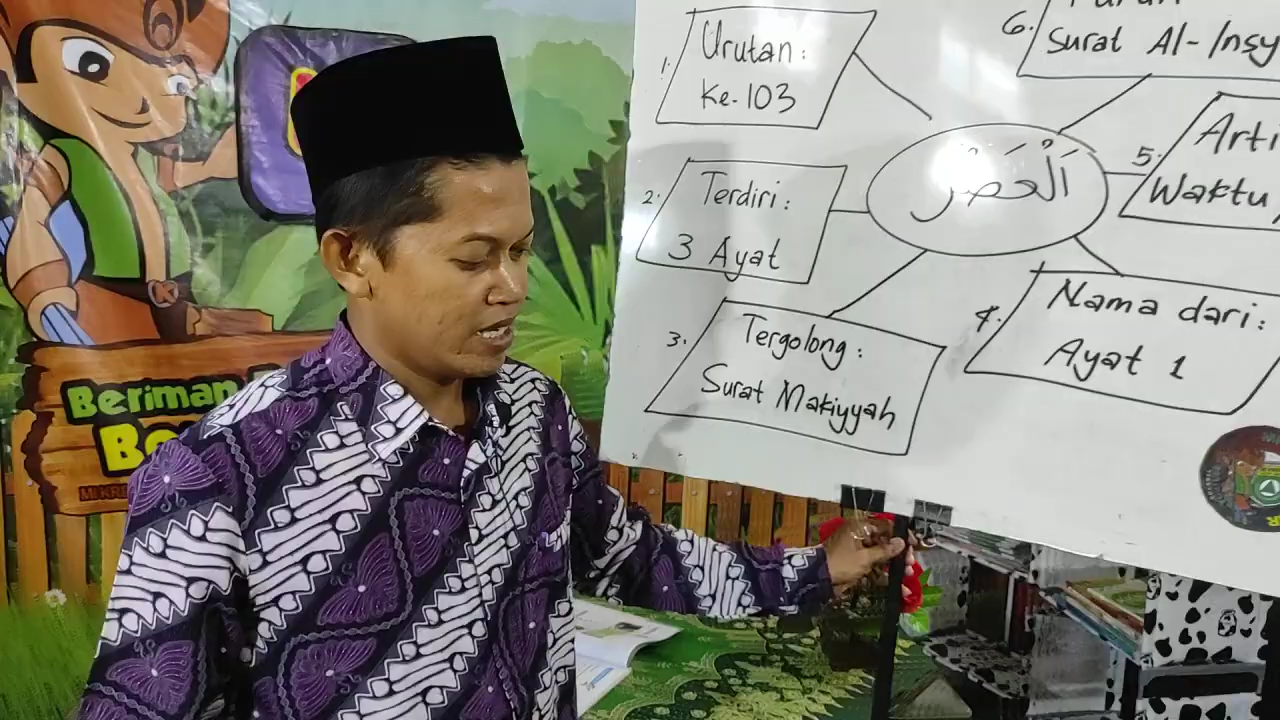 1. Urutan :
Ke-103
2. Terdiri :
3 Ayat
3. Tergolong :
Surat Makiyyah
4. Nama dari :
Ayat 1
5. Arti
Waktu
6.
Surat Al-Insy
اَلْعَصْرُ
Beriman